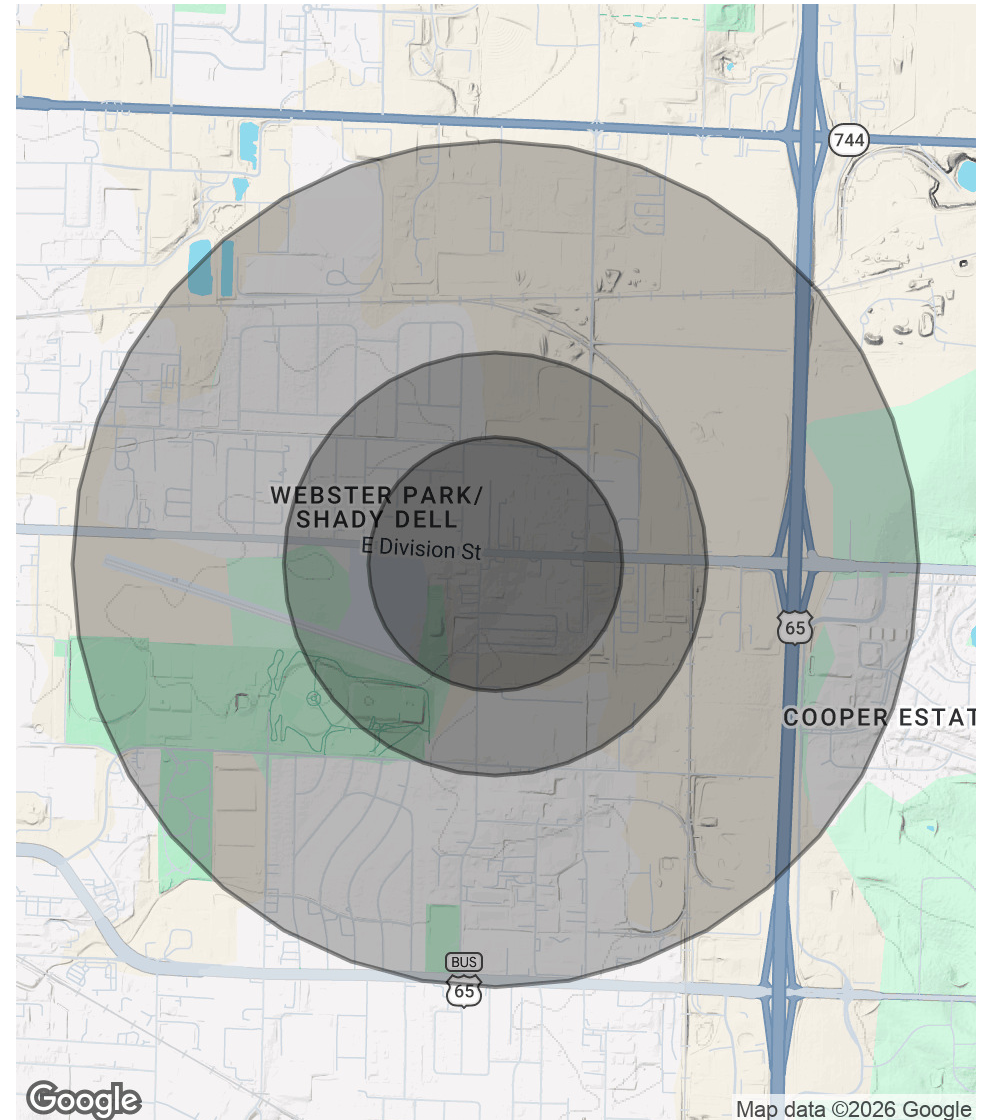 744
WEBSTER PARK/
SHADY DELL
E Division St
65
COOPER ESTAT
BUS
65
Google
Map data ©2026 Google